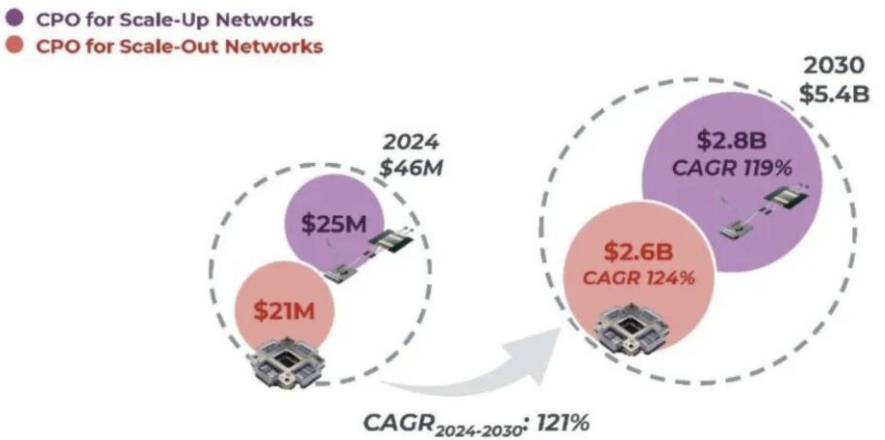 CPO for Scale-Up Networks
CPO for Scale-Out Networks
2024
$46M
$25M
$21M
2030
$5.4B
$2.8B
CAGR 119%
$2.6B
CAGR 124%
CAGR2024-2030: 121%